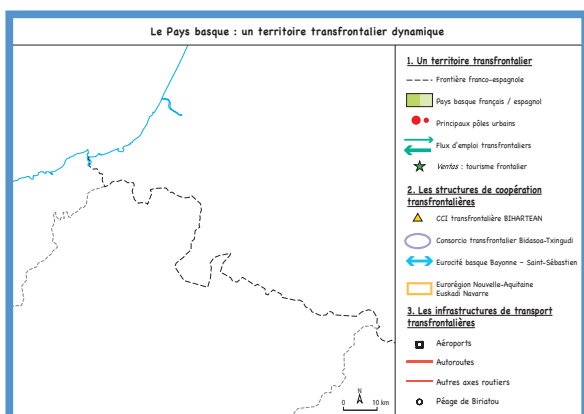 Le Pays basque : un territoire transfrontalier dynamique
1. Un territoire transfrontalier
Frontière franco-espagnole
Pays basque français / espagnol
Principaux pôles urbains
Flux d'emploi transfrontaliers
Ventas : tourisme frontalier
2. Les structures de coopération
transfrontalières
CCI transfrontalière BIHARTEAN
Consorcio transfrontalier Bidasoa-Txingudi
Eurocité basque Bayonne – Saint-Sébastien
Eurorégion Nouvelle-Aquitaine
Euskadi Navarre
3. Les infrastructures de transport
transfrontalières
Aéroports
Autoroutes
Autres axes routiers
Péage de Biriatou
N
0 10 km